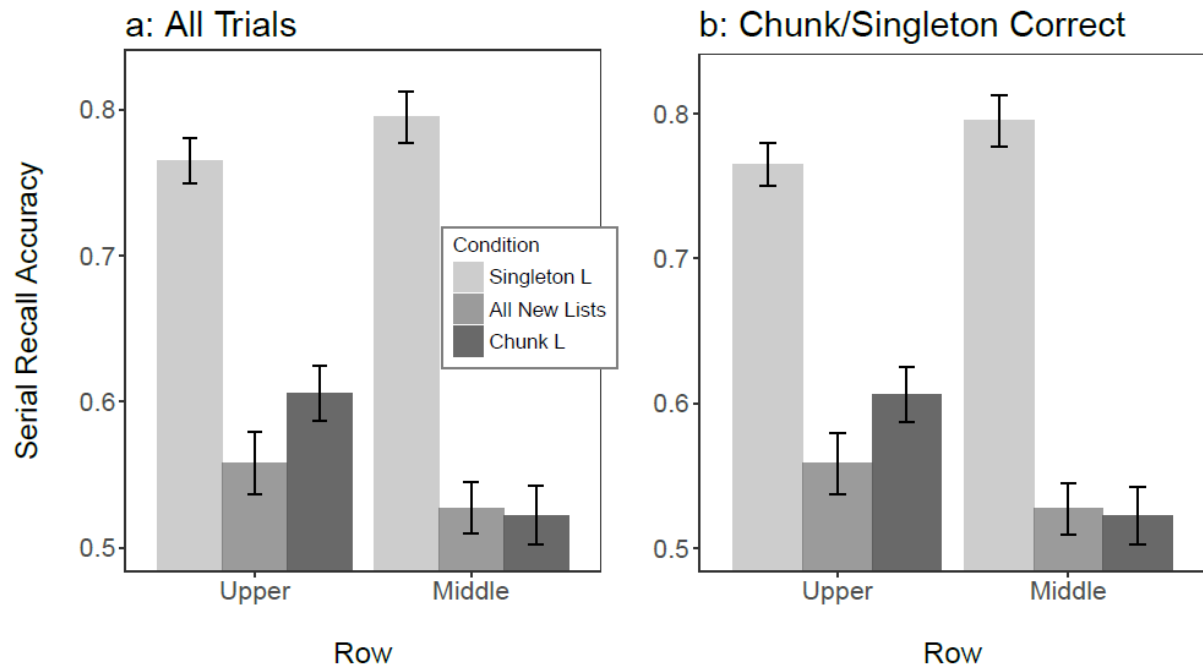 a: All Trials
b: Chunk/Singleton Correct
Serial Recall Accuracy
0.8
0.7
0.6
0.5
Condition
Singleton L
All New Lists
Chunk L
Upper
Middle
Row
0.8
0.7
0.6
0.5
Upper
Middle
Row